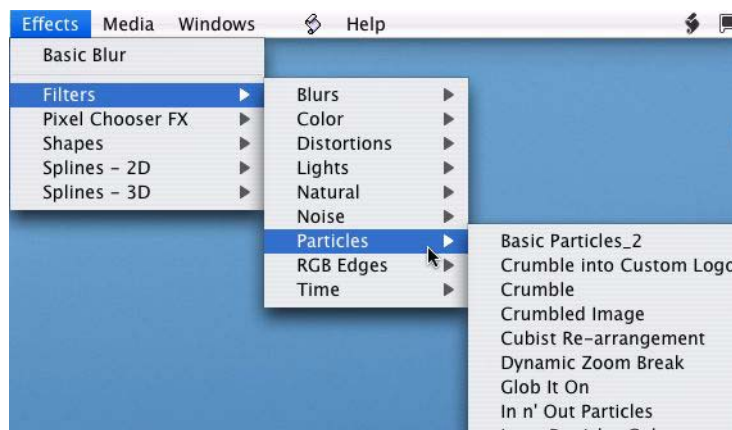 Effects Media Windows Help
Basic Blur
Filters
Pixel Chooser FX
Shapes
Splines – 2D
Splines – 3D
Blurs
Color
Distortions
Lights
Natural
Noise
Particles
RGB Edges
Time
Basic Particles_2
Crumble into Custom Logo
Crumble
Crumbled Image
Cubist Re–arrangement
Dynamic Zoom Break
Glob It On
In n' Out Particles